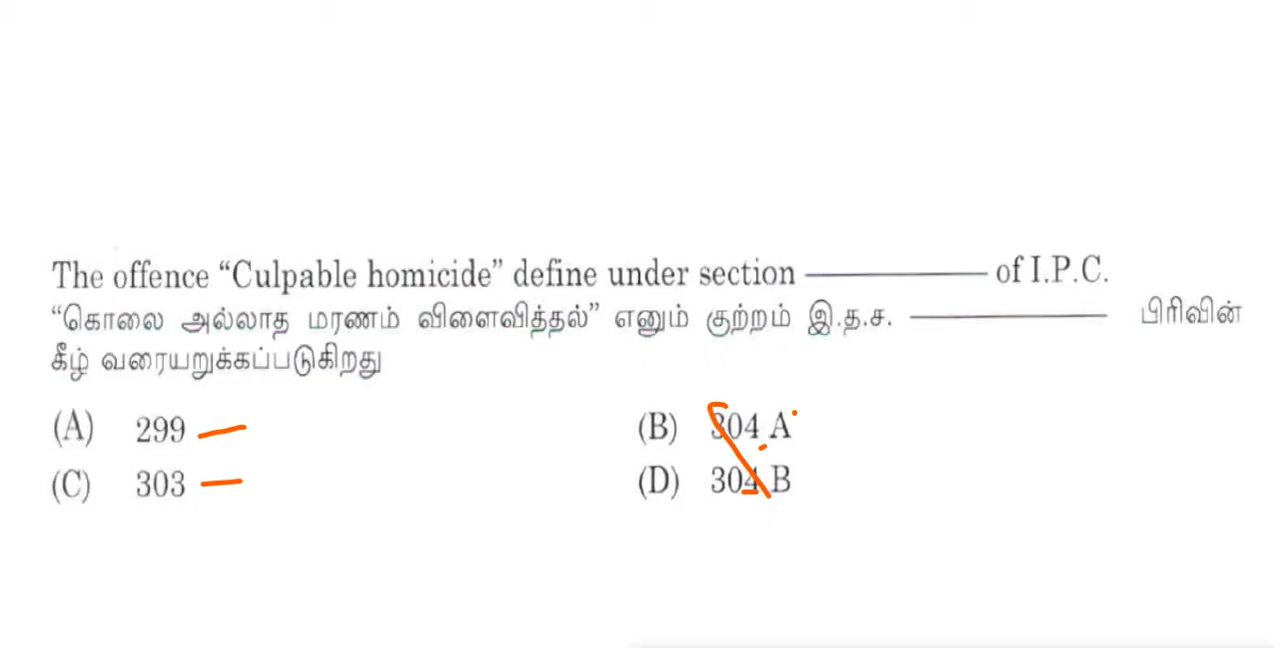 The offence “Culpable homicide” define under section ———— of I.P.C.
“கொலை அல்லாத மரணம் விளைவித்தல்” எனும் குற்றம் இ.த.ச. ———— பிரிவின்
கீழ் வரையறுக்கப்படுகிறது
(A) 299 (B) 304 A
(C) 303 (D) 304 B